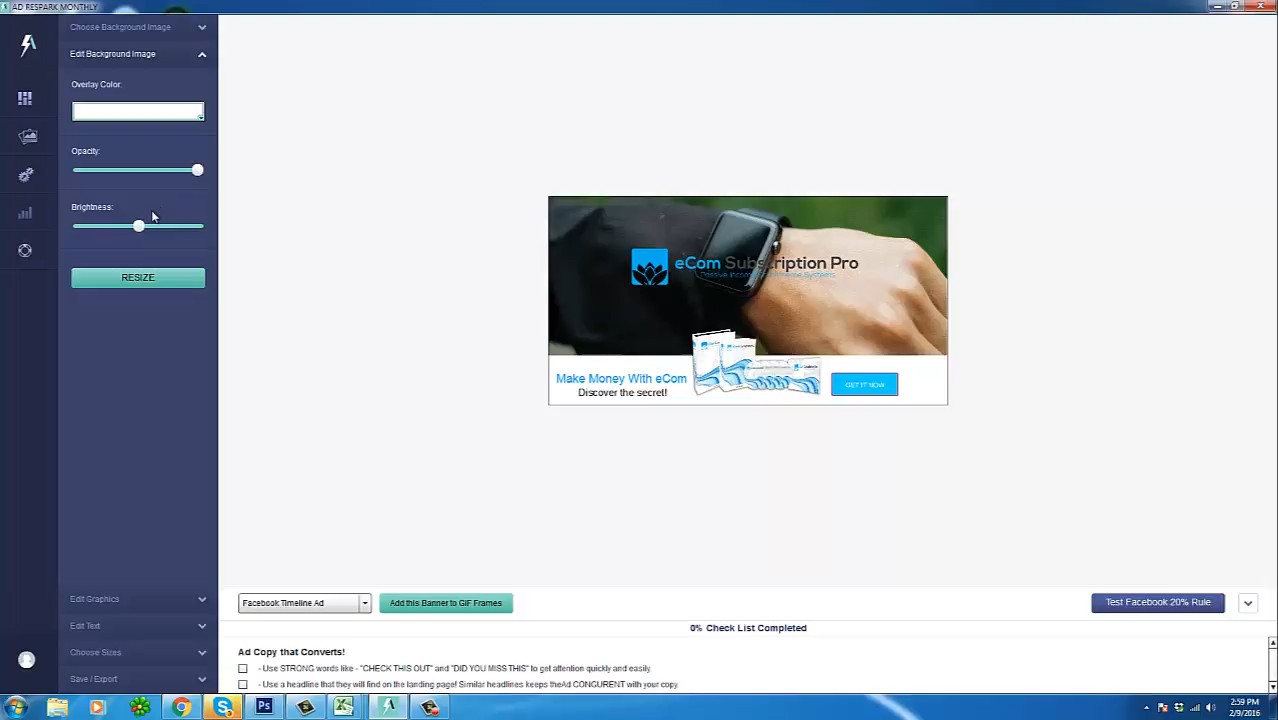 AD RESPARK MONTHLY
Choose Background Image
Edit Background Image
Overlay Color:
Opacity:
Brightness:
RESIZE
eCom Subscription Pro
Make Money With eCom
Discover the secret!
GET IT NOW
Edit Graphics
Edit Text
Choose Sizes
Save / Export
Facebook Timeline Ad
Add this Banner to GIF Frames
Test Facebook 20% Rule
0% Check List Completed
Ad Copy that Converts!
- Use STRONG words like - "CHECK THIS OUT" and "DID YOU MISS THIS" to get attention quickly and easily.
- Use a headline that they will find on the landing page! Similar headlines keeps theAd CONGURENT with your copy.
Ps
2:59 PM
2/9/2016